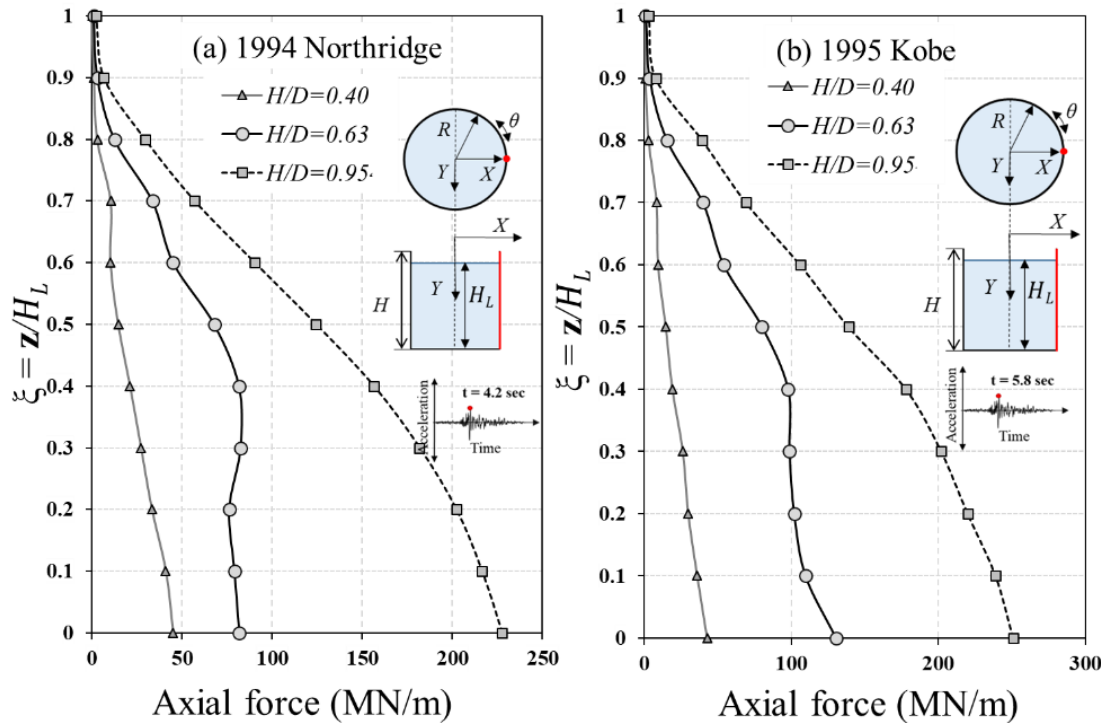 (a) 1994 Northridge
H/D=0.40
H/D=0.63
H/D=0.95
R
θ
X
Y
X
H
Y
H_L
t = 4.2 sec
Acceleration
Time
ξ = z/H_L
1
0.9
0.8
0.7
0.6
0.5
0.4
0.3
0.2
0.1
0
0 50 100 150 200 250
Axial force (MN/m)
(b) 1995 Kobe
H/D=0.40
H/D=0.63
H/D=0.95
R
θ
X
Y
X
H
Y
H_L
t = 5.8 sec
Acceleration
Time
ξ = z/H_L
1
0.9
0.8
0.7
0.6
0.5
0.4
0.3
0.2
0.1
0
0 100 200 300
Axial force (MN/m)